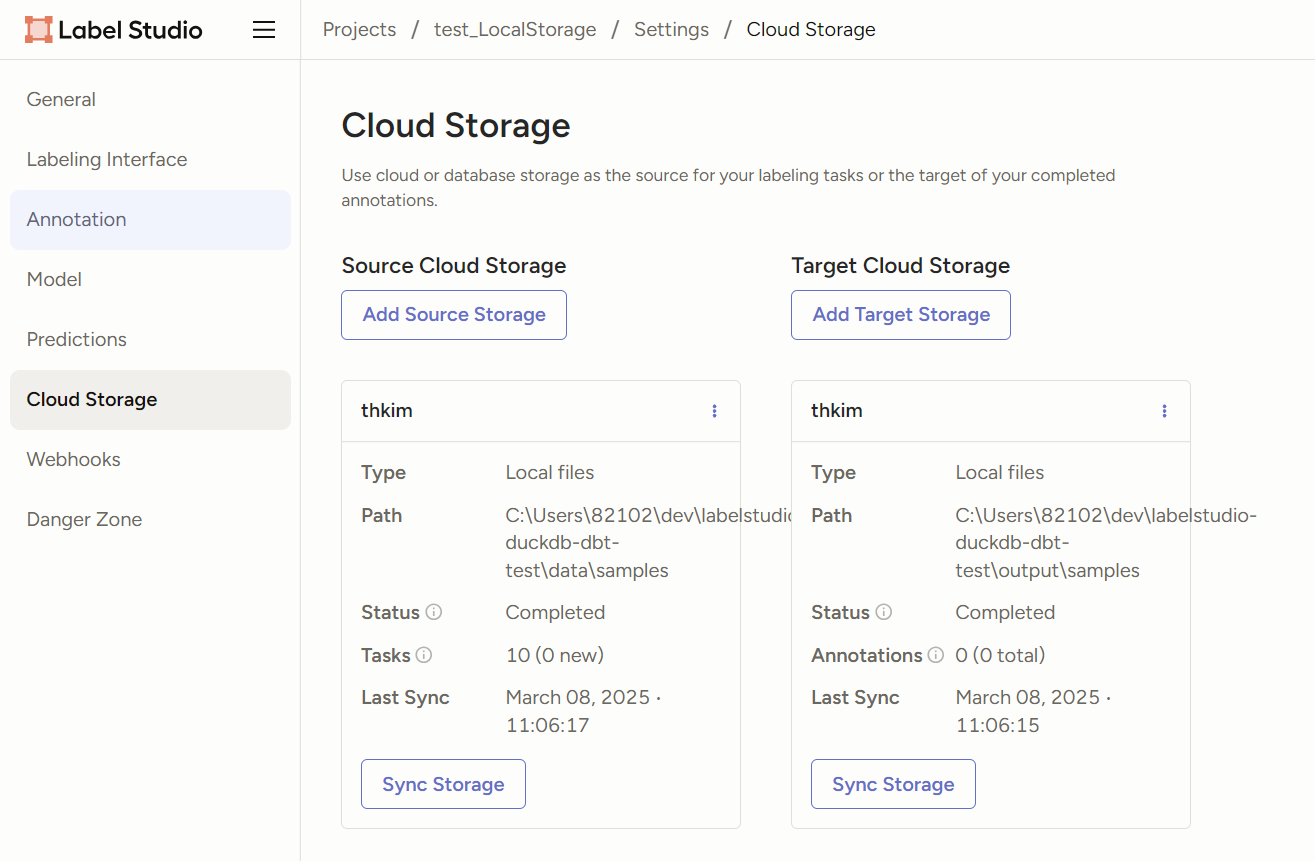 Label Studio
Projects / test_LocalStorage / Settings / Cloud Storage
General
Labeling Interface
Annotation
Model
Predictions
Cloud Storage
Webhooks
Danger Zone
Cloud Storage
Use cloud or database storage as the source for your labeling tasks or the target of your completed
annotations.
Source Cloud Storage
Add Source Storage
thkim
Type Local files
Path C:\Users\82102\dev\labelstudio
duckdb-dbt-
test\data\samples
Status Completed
Tasks 10 (0 new)
Last Sync March 08, 2025 ·
11:06:17
Sync Storage
Target Cloud Storage
Add Target Storage
thkim
Type Local files
Path C:\Users\82102\dev\labelstudio-
duckdb-dbt-
test\output\samples
Status Completed
Annotations 0 (0 total)
Last Sync March 08, 2025 ·
11:06:15
Sync Storage